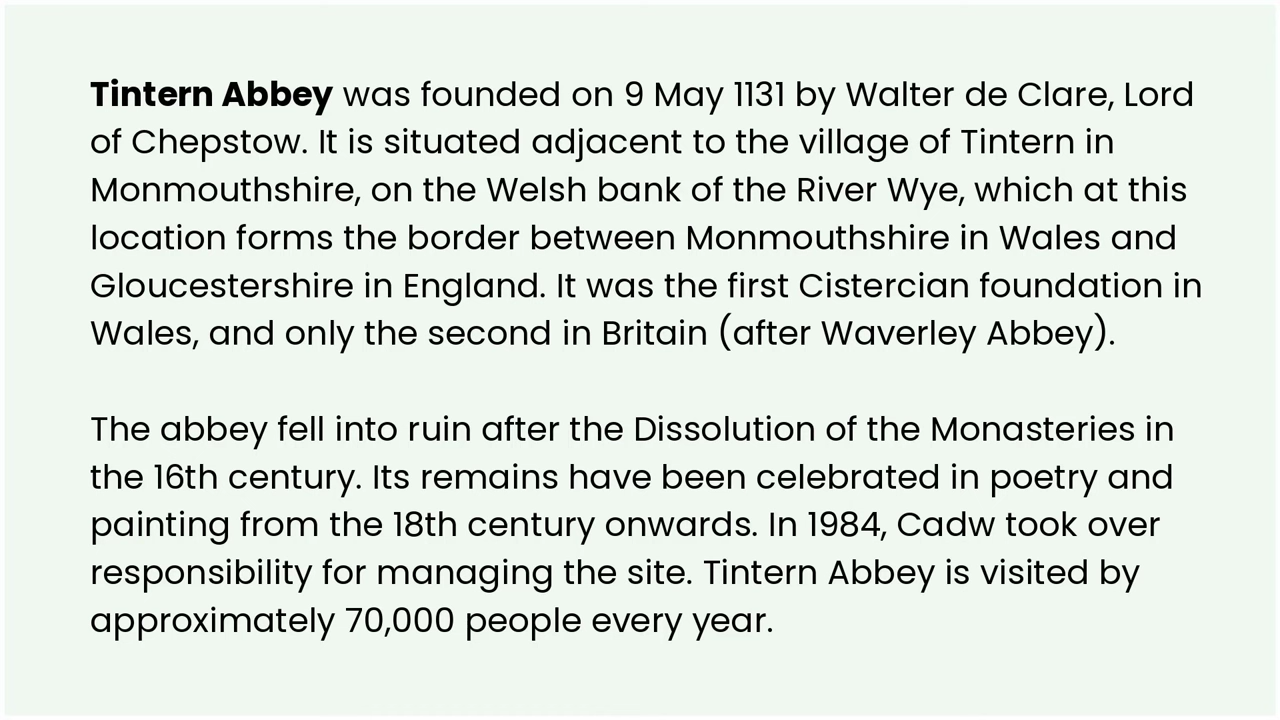 Tintern Abbey was founded on 9 May 1131 by Walter de Clare, Lord
of Chepstow. It is situated adjacent to the village of Tintern in
Monmouthshire, on the Welsh bank of the River Wye, which at this
location forms the border between Monmouthshire in Wales and
Gloucestershire in England. It was the first Cistercian foundation in
Wales, and only the second in Britain (after Waverley Abbey).
The abbey fell into ruin after the Dissolution of the Monasteries in
the 16th century. Its remains have been celebrated in poetry and
painting from the 18th century onwards. In 1984, Cadw took over
responsibility for managing the site. Tintern Abbey is visited by
approximately 70,000 people every year.